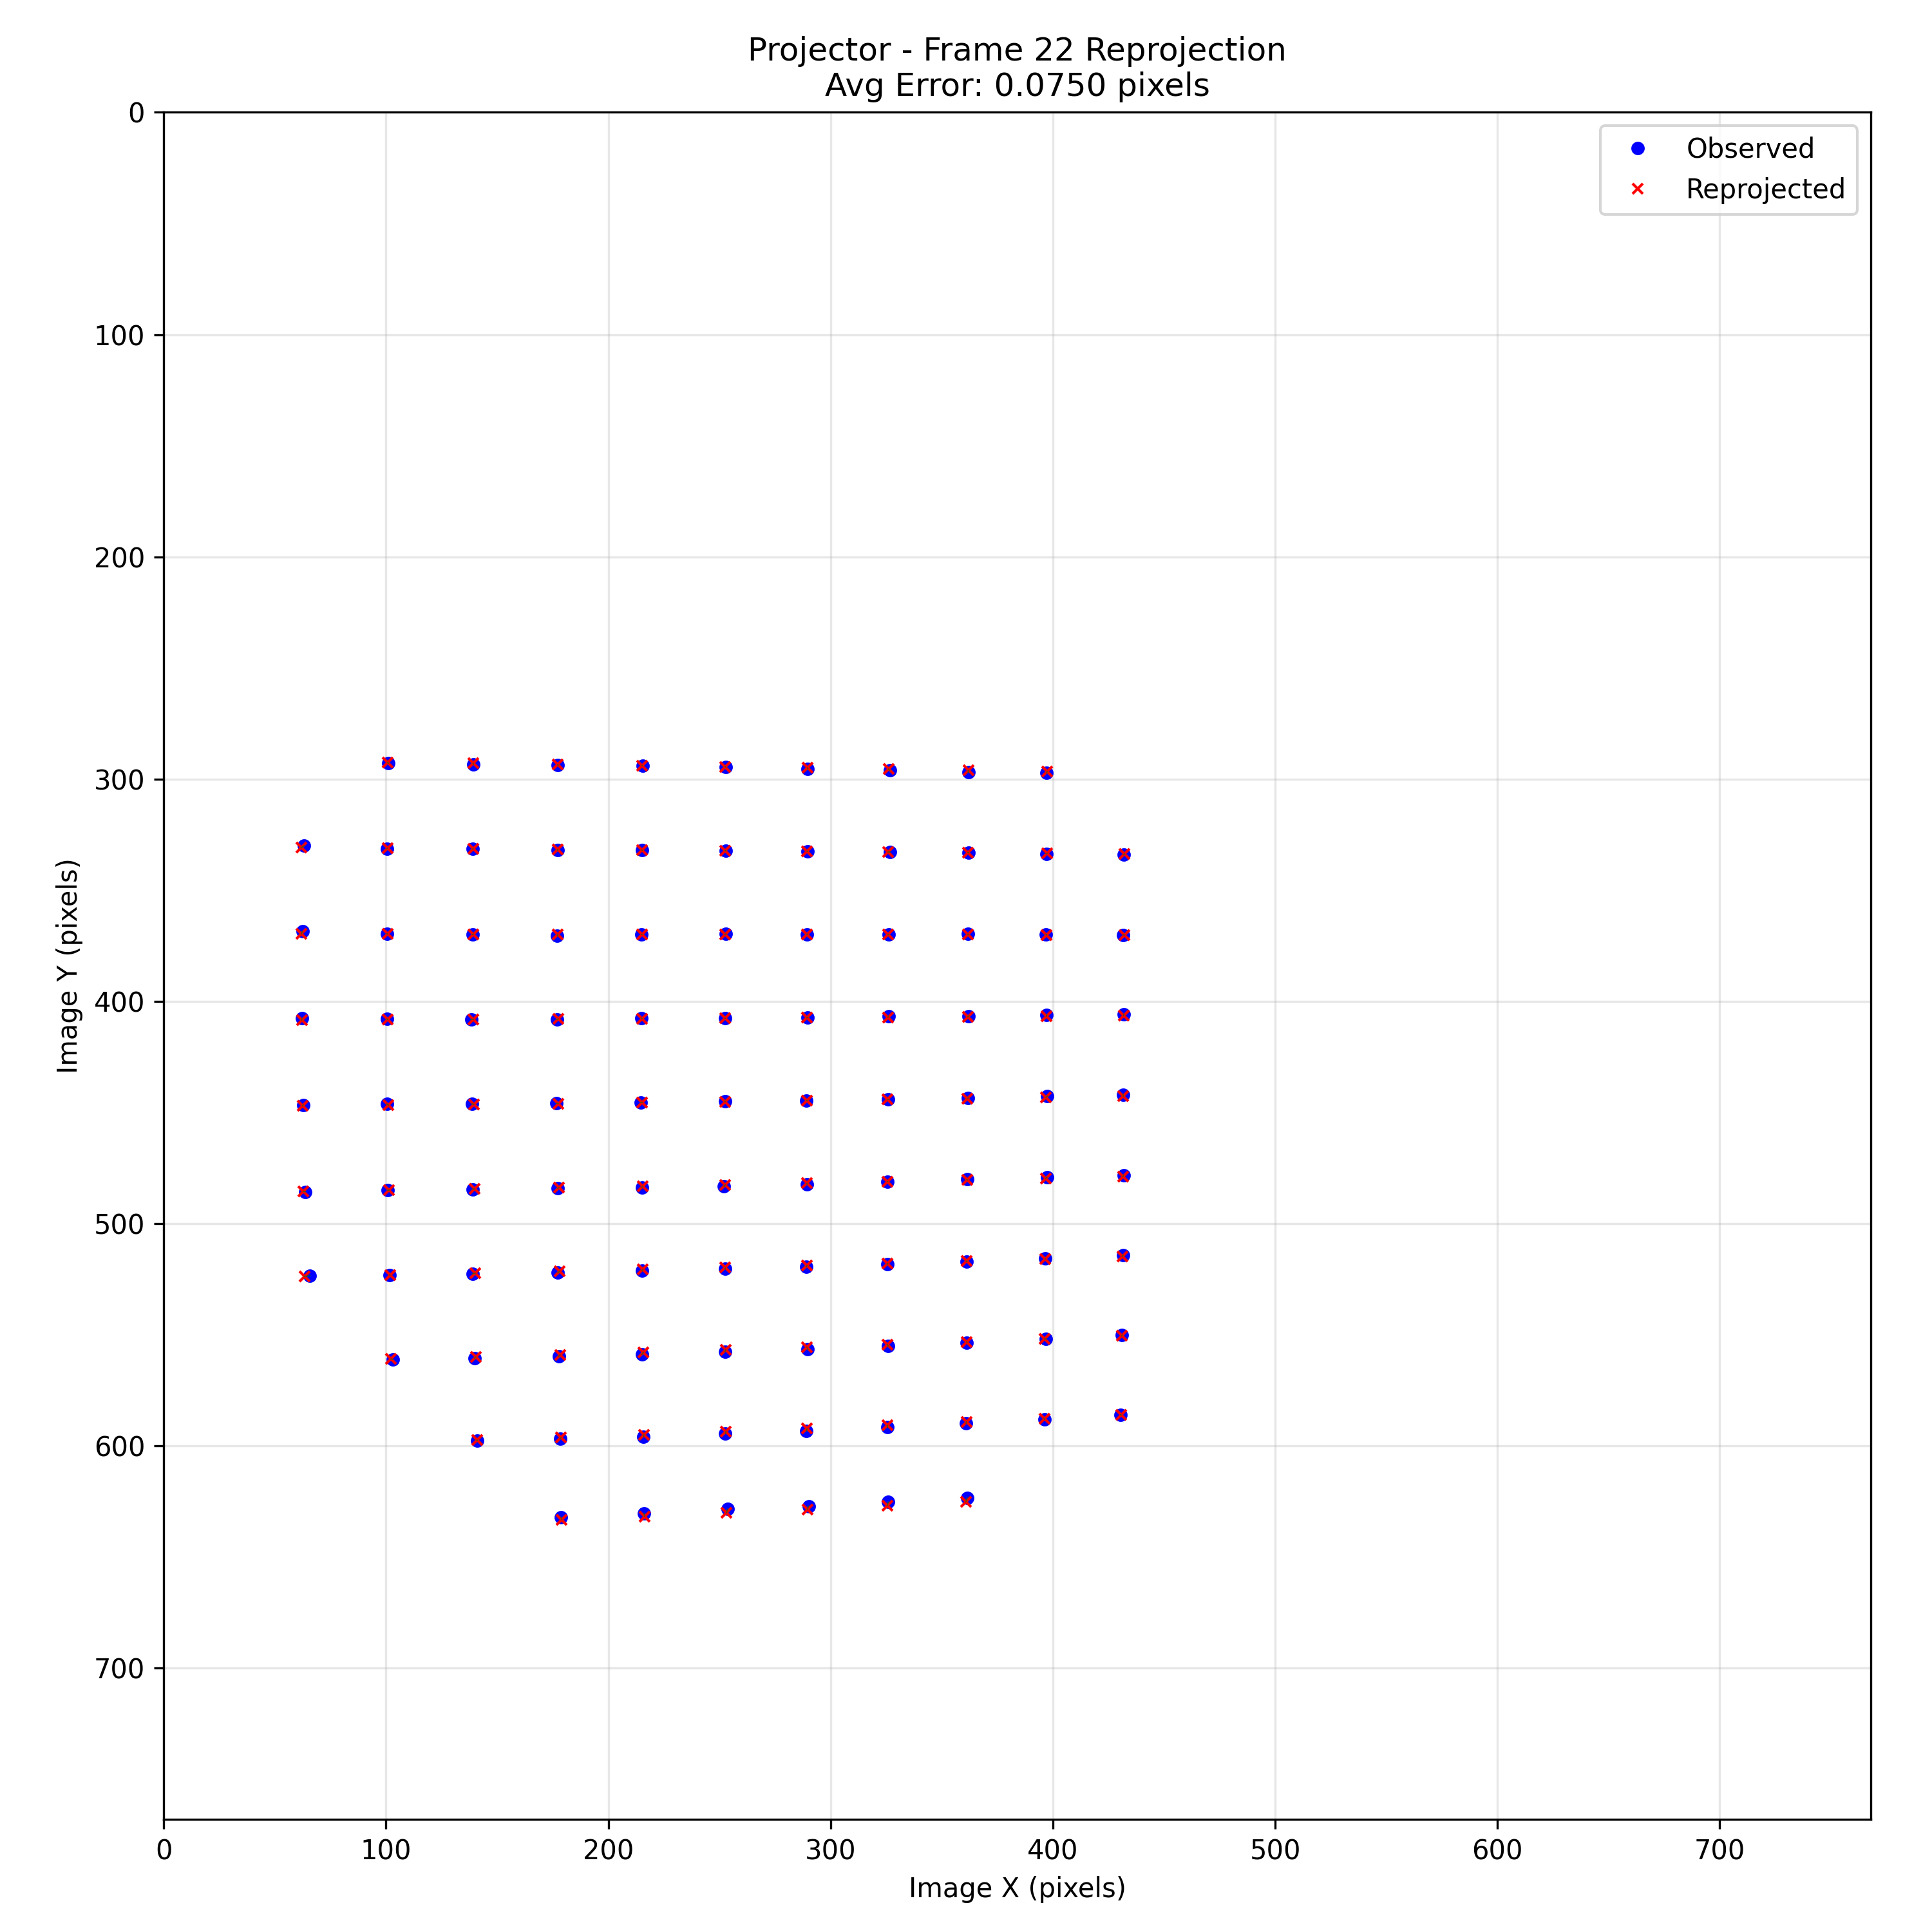 Projector - Frame 22 Reprojection
Avg Error: 0.0750 pixels
Observed
Reprojected
0
100
200
300
400
500
600
700
Image Y (pixels)
0
100
200
300
400
500
600
700
Image X (pixels)